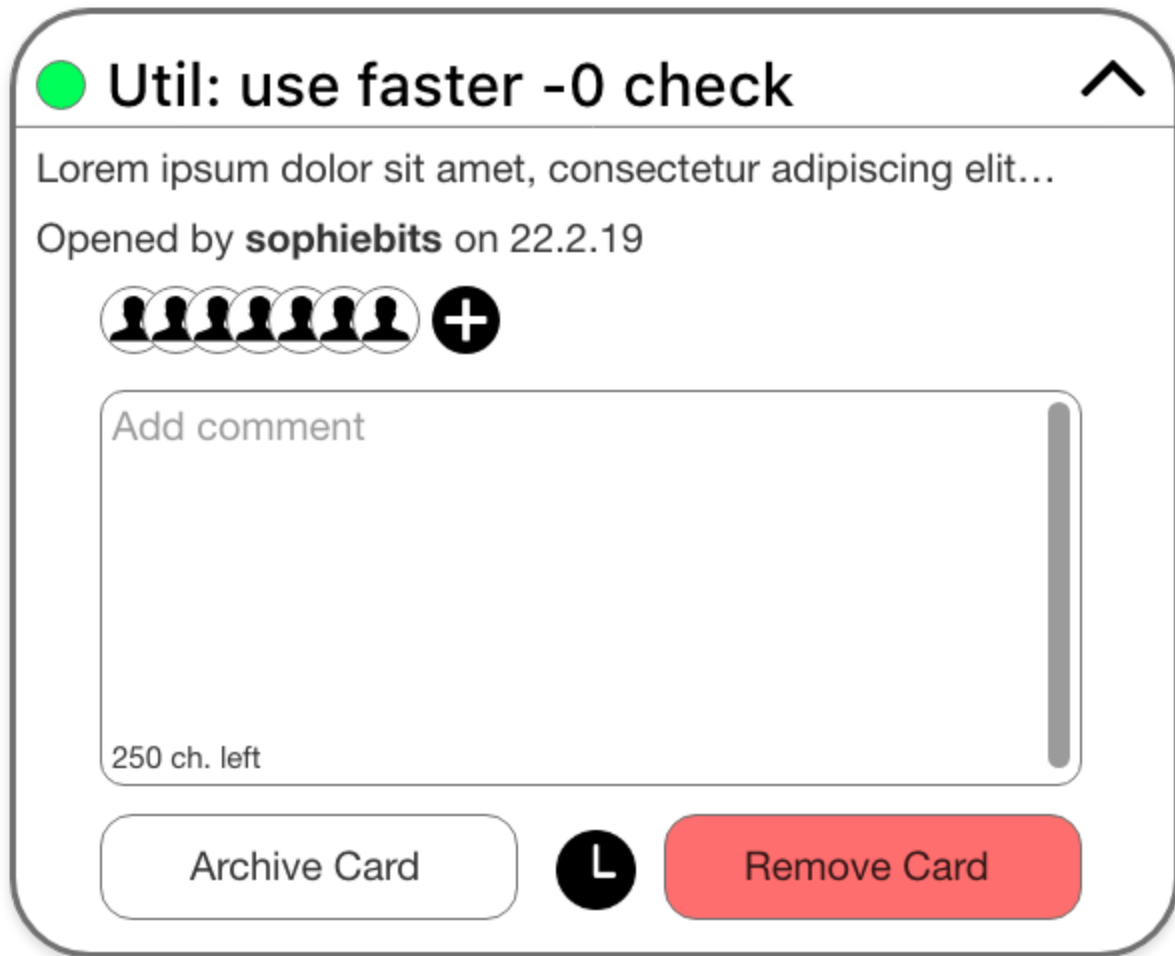 Util: use faster -0 check
Lorem ipsum dolor sit amet, consectetur adipiscing elit...
Opened by sophiebits on 22.2.19
Add comment
250 ch. left
Archive Card
Remove Card